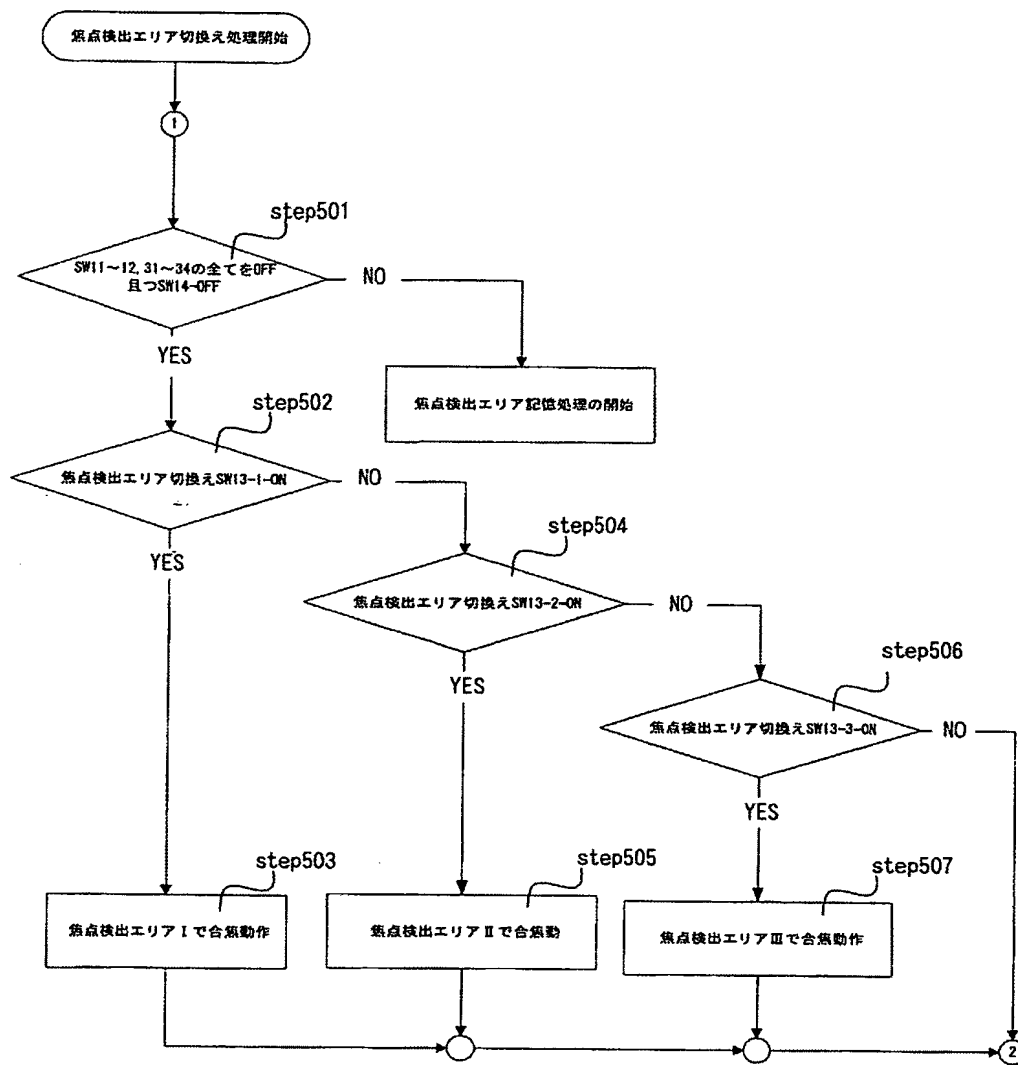 焦点検出エリア切換え処理開始
1
step501
SW11~12,31~34の全てをOFF
且つSW14-OFF
NO
YES
焦点検出エリア記憶処理の開始
step502
焦点検出エリア切換えSW13-1-ON
NO
YES
step504
焦点検出エリア切換えSW13-2-ON
NO
YES
step506
焦点検出エリア切換えSW13-3-ON
NO
YES
step503
焦点検出エリアⅠで合焦動作
step505
焦点検出エリアⅡで合焦動
step507
焦点検出エリアⅢで合焦動作
2